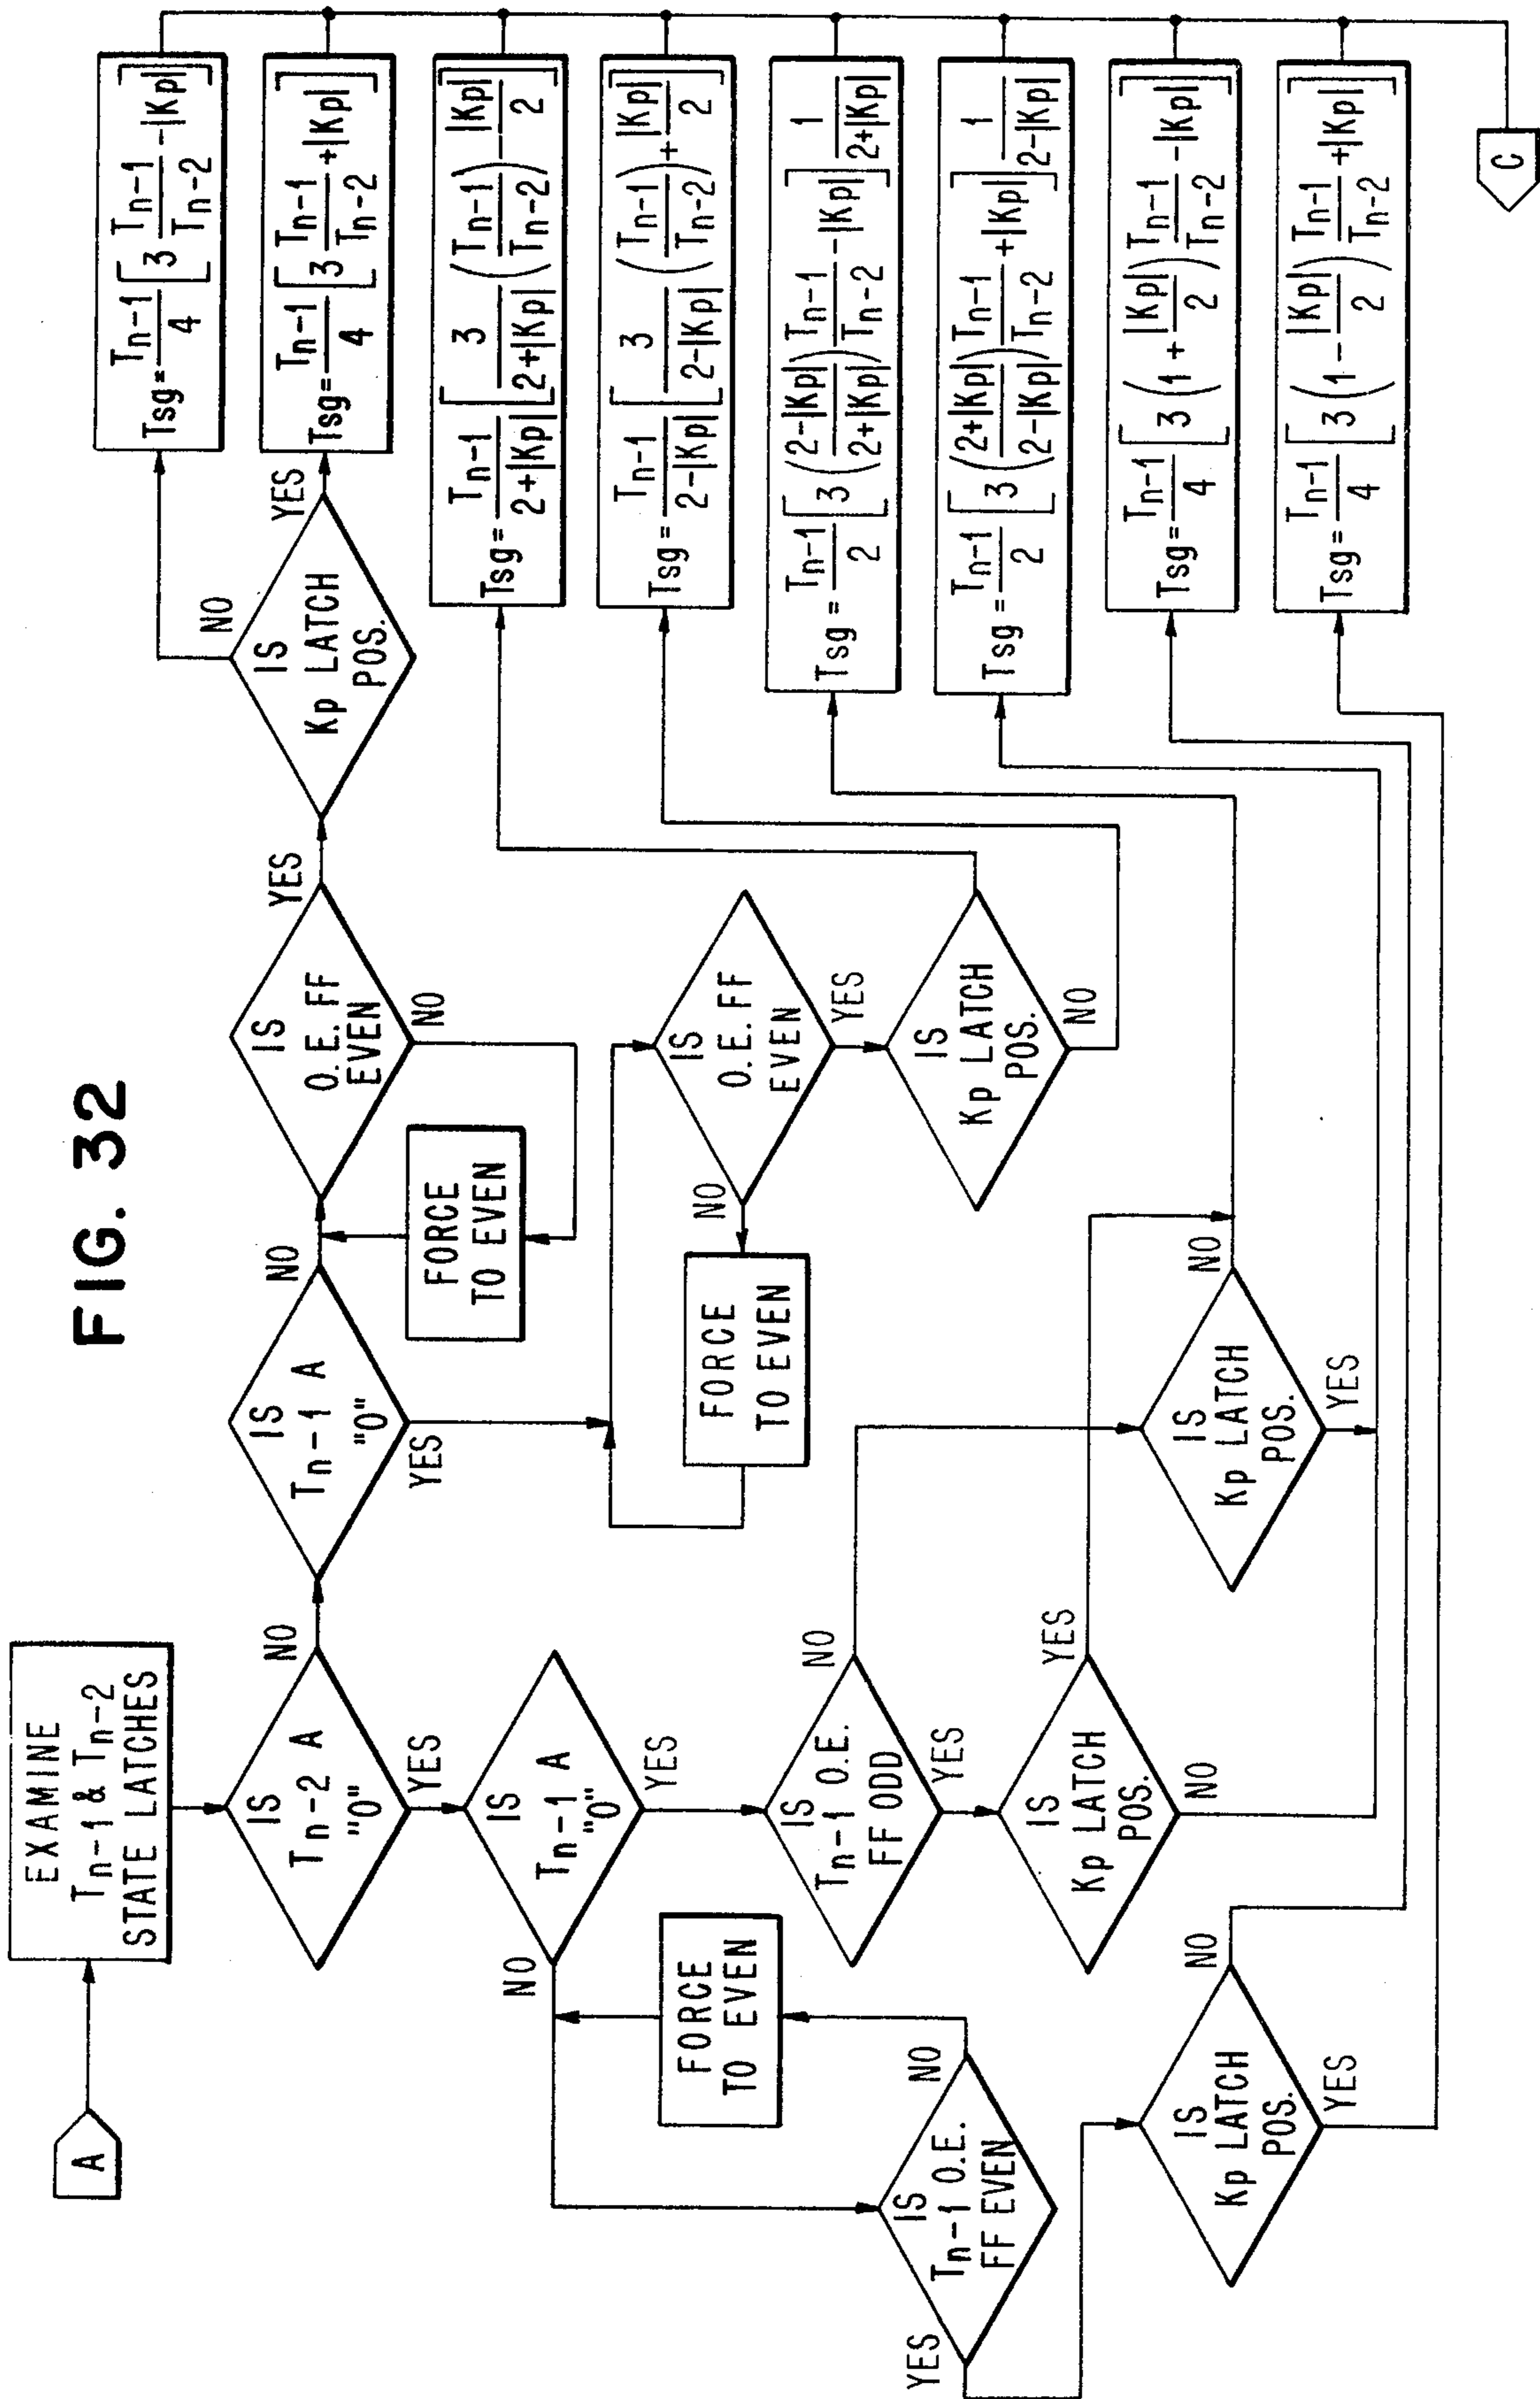 FIG. 32
A
EXAMINE
Tn-1 & Tn-2
STATE LATCHES
IS
Tn-2 A
"0"
NO
YES
IS
Tn-1 A
"0"
NO
YES
IS
O.E. FF
EVEN
YES
NO
FORCE
TO EVEN
IS
Kp LATCH
POS.
NO
YES
Tsg = Tn-1/4 [3 Tn-1/Tn-2 - |Kp|]
Tsg = Tn-1/4 [3 Tn-1/Tn-2 + |Kp|]
IS
O.E. FF
EVEN
NO
YES
FORCE
TO EVEN
IS
Kp LATCH
POS.
NO
Tsg = Tn-1/2+|Kp| [3/2+|Kp| (Tn-1/Tn-2) - |Kp|/2]
Tsg = Tn-1/2-|Kp| [3/2-|Kp| (Tn-1/Tn-2) + |Kp|/2]
IS
Tn-1 A
"0"
NO
YES
IS
Tn-1 O.E.
FF ODD
NO
YES
IS
Kp LATCH
POS.
YES
NO
IS
Kp LATCH
POS.
NO
YES
Tsg = Tn-1/2 [3 (2-|Kp|/2+|Kp|) Tn-1/Tn-2 - |Kp|] 1/2+|Kp|
Tsg = Tn-1/2 [3 (2+|Kp|/2-|Kp|) Tn-1/Tn-2 + |Kp|] 1/2-|Kp|
FORCE
TO EVEN
IS
Tn-1 O.E.
FF EVEN
NO
YES
IS
Kp LATCH
POS.
NO
YES
Tsg = Tn-1/4 [3 (1 + |Kp|/2) Tn-1/Tn-2 - |Kp|]
Tsg = Tn-1/4 [3 (1 - |Kp|/2) Tn-1/Tn-2 + |Kp|]
C